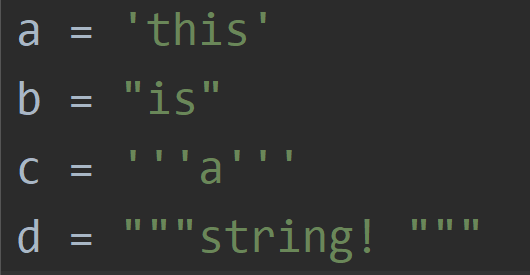 a = 'this'
b = "is"
c = '''a'''
d = """string! """